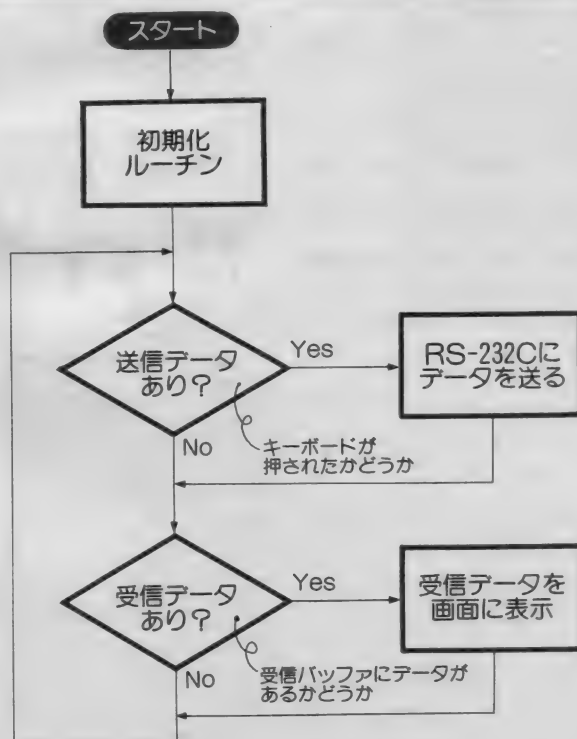 スタート
初期化
ルーチン
送信データ
あり？
Yes
RS-232Cに
データを送る
No
キーボードが
押されたかどうか
受信データ
あり？
Yes
受信データを
画面に表示
No
受信バッファにデータが
あるかどうか